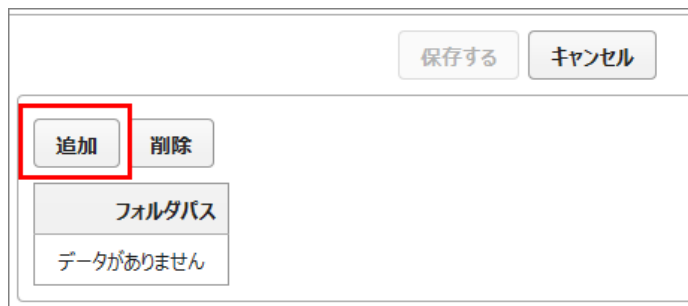 保存する キャンセル
追加 削除
フォルダパス
データがありません